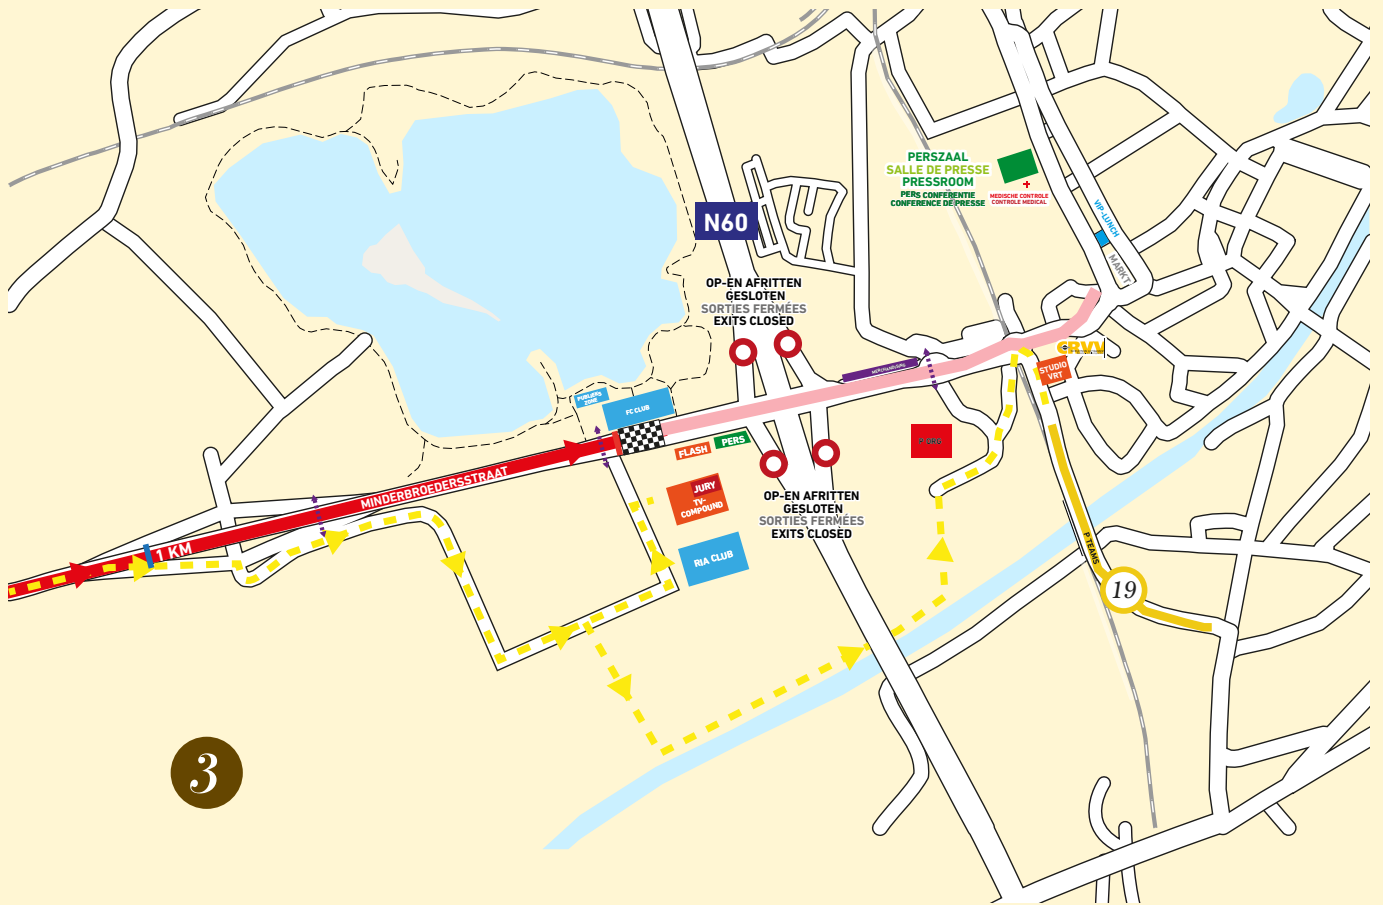 PERSZAAL
SALLE DE PRESSE
PRESSROOM
PERS CONFERENTIE
CONFERENCE DE PRESSE
MEDISCHE CONTROLE
CONTROLE MEDICAL
VIP-LUNCH
MARKT
N60
OP-EN AFRITTEN
GESLOTEN
SORTIES FERMÉES
EXITS CLOSED
MERCHANDISING
CRVV
STUDIO
VRT
PUBLIEKS
ZONE
FC CLUB
FLASH
PERS
JURY
TV-
COMPOUND
RIA CLUB
MINDERBROEDERSSTRAAT
1 KM
OP-EN AFRITTEN
GESLOTEN
SORTIES FERMÉES
EXITS CLOSED
P TEAMS
19
3